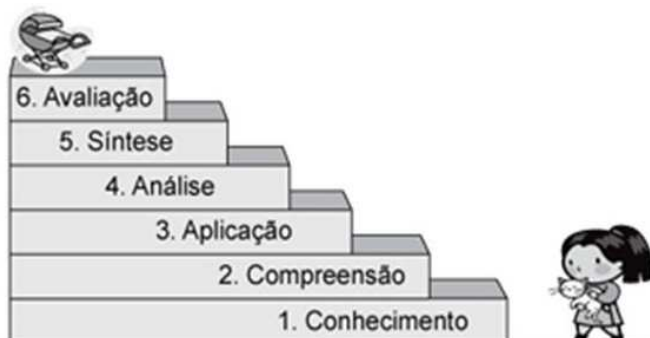 6. Avaliação
5. Síntese
4. Análise
3. Aplicação
2. Compreensão
1. Conhecimento